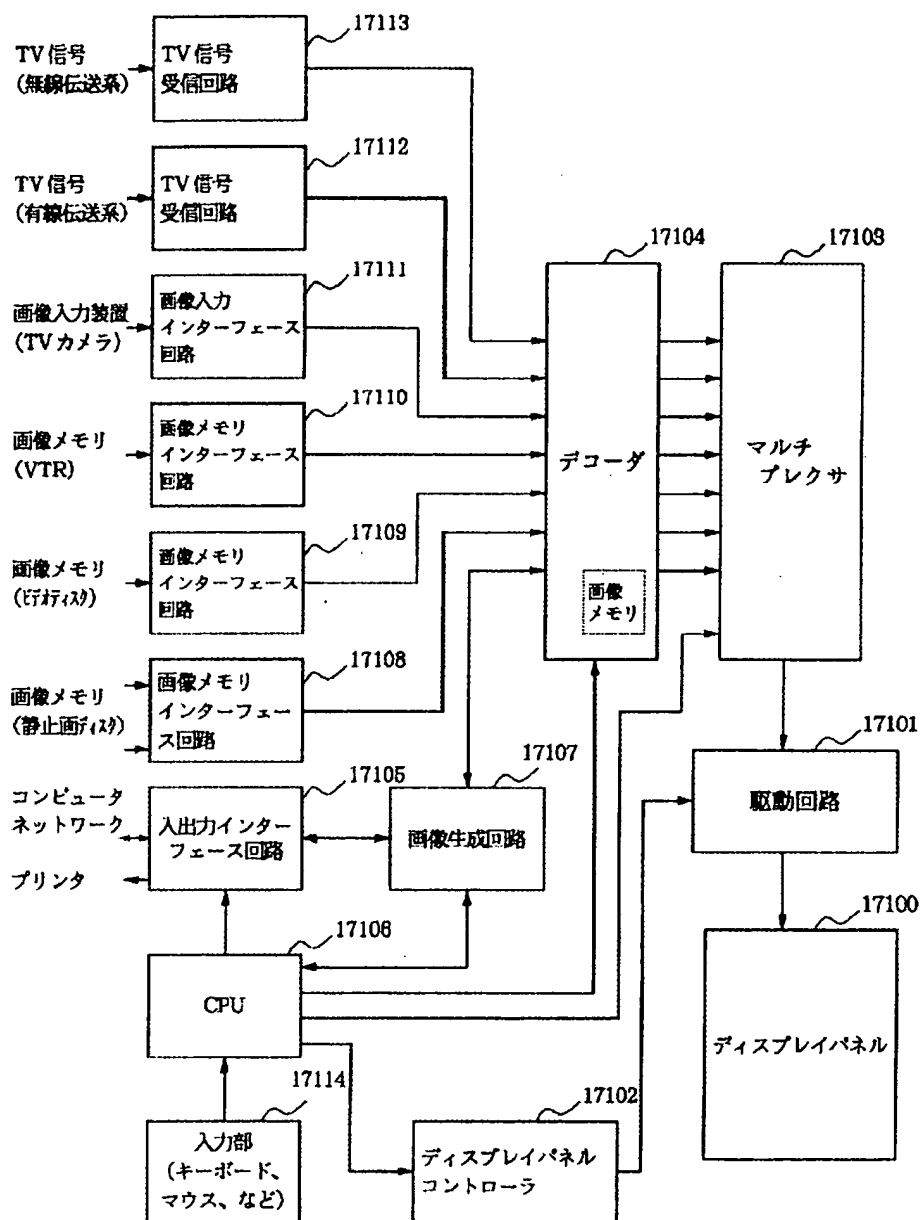 17113
TV 信号
(無線伝送系)
TV 信号
受信回路
17112
TV 信号
(有線伝送系)
TV 信号
受信回路
17104
17103
17111
画像入力装置
(TV カメラ)
画像入力
インターフェース
回路
17110
画像メモリ
(VTR)
画像メモリ
インターフェース
回路
デコーダ
マルチ
プレクサ
17109
画像メモリ
(ビデオディスク)
画像メモリ
インターフェース
回路
画像
メモリ
17108
画像メモリ
(静止画ディスク)
画像メモリ
インターフェー
ス回路
17105
17107
17101
コンピュータ
ネットワーク
プリンタ
入出力インター
フェース回路
画像生成回路
駆動回路
17106
17100
CPU
ディスプレイパネル
17114
17102
入力部
(キーボード、
マウス、など)
ディスプレイパネル
コントローラ